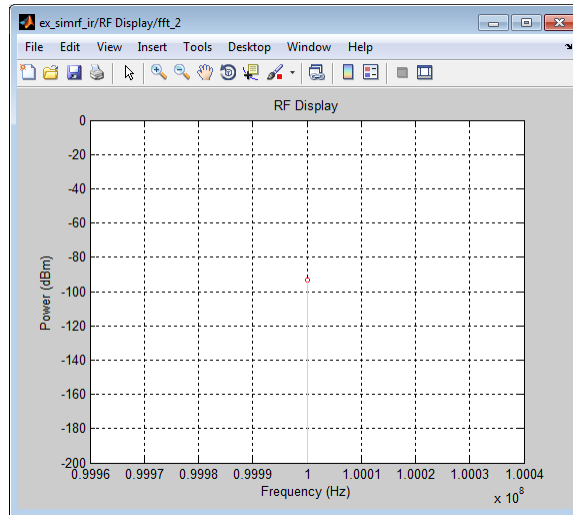 ex_simrf_ir/RF Display/fft_2
File Edit View Insert Tools Desktop Window Help
RF Display
0
-20
-40
-60
-80
-100
-120
-140
-160
-180
-200
Power (dBm)
0.9996 0.9997 0.9998 0.9999 1 1.0001 1.0002 1.0003 1.0004
Frequency (Hz)
x 10^8